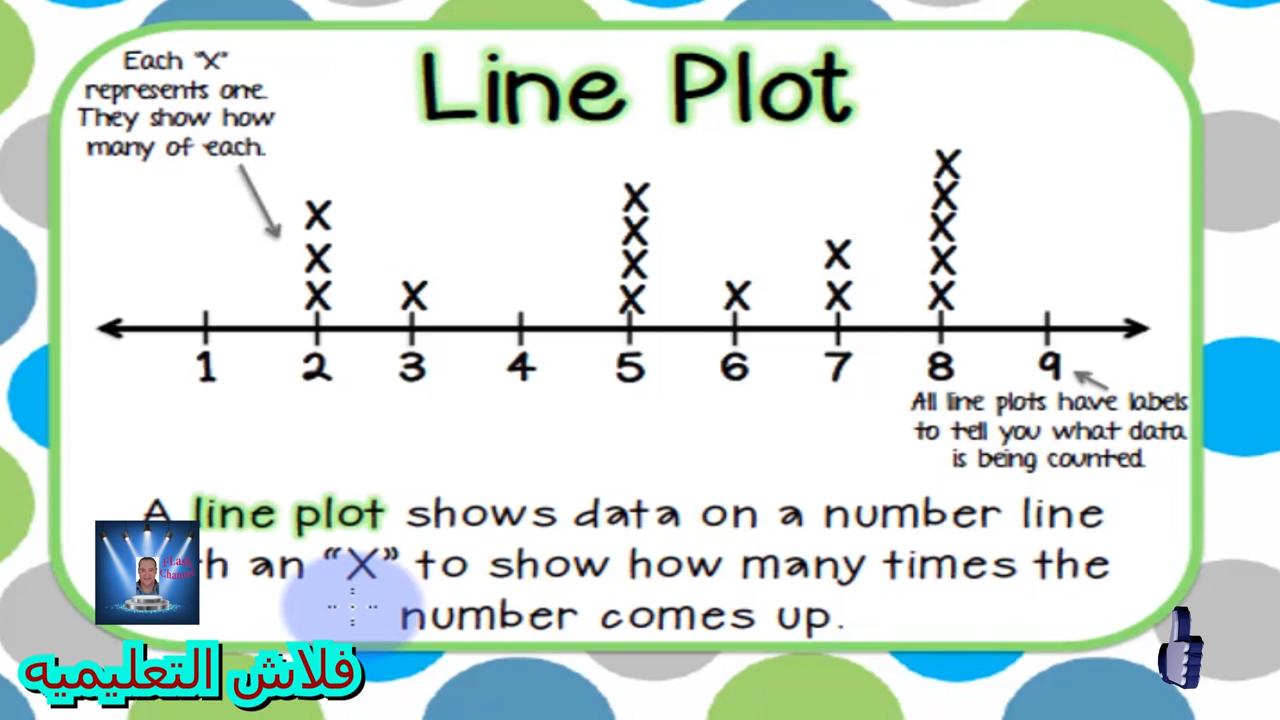 Line Plot
Each "X"
represents one.
They show how
many of each.
X
X X
X X X
X X X X
X X X X X X
1 2 3 4 5 6 7 8 9
All line plots have labels
to tell you what data
is being counted.
A line plot shows data on a number line
an "X" to show how many times the
number comes up.
Flash
Channel
فلاش التعليميه